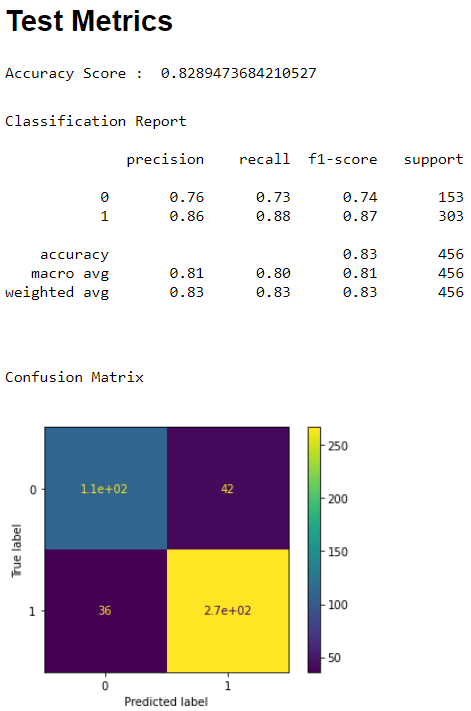 Test Metrics
Accuracy Score :  0.8289473684210527
Classification Report
precision recall f1-score support
0 0.76 0.73 0.74 153
1 0.86 0.88 0.87 303
accuracy 0.83 456
macro avg 0.81 0.80 0.81 456
weighted avg 0.83 0.83 0.83 456
Confusion Matrix
0 1.1e+02 42
1 36 2.7e+02
0 1
True label
Predicted label
250
200
150
100
50